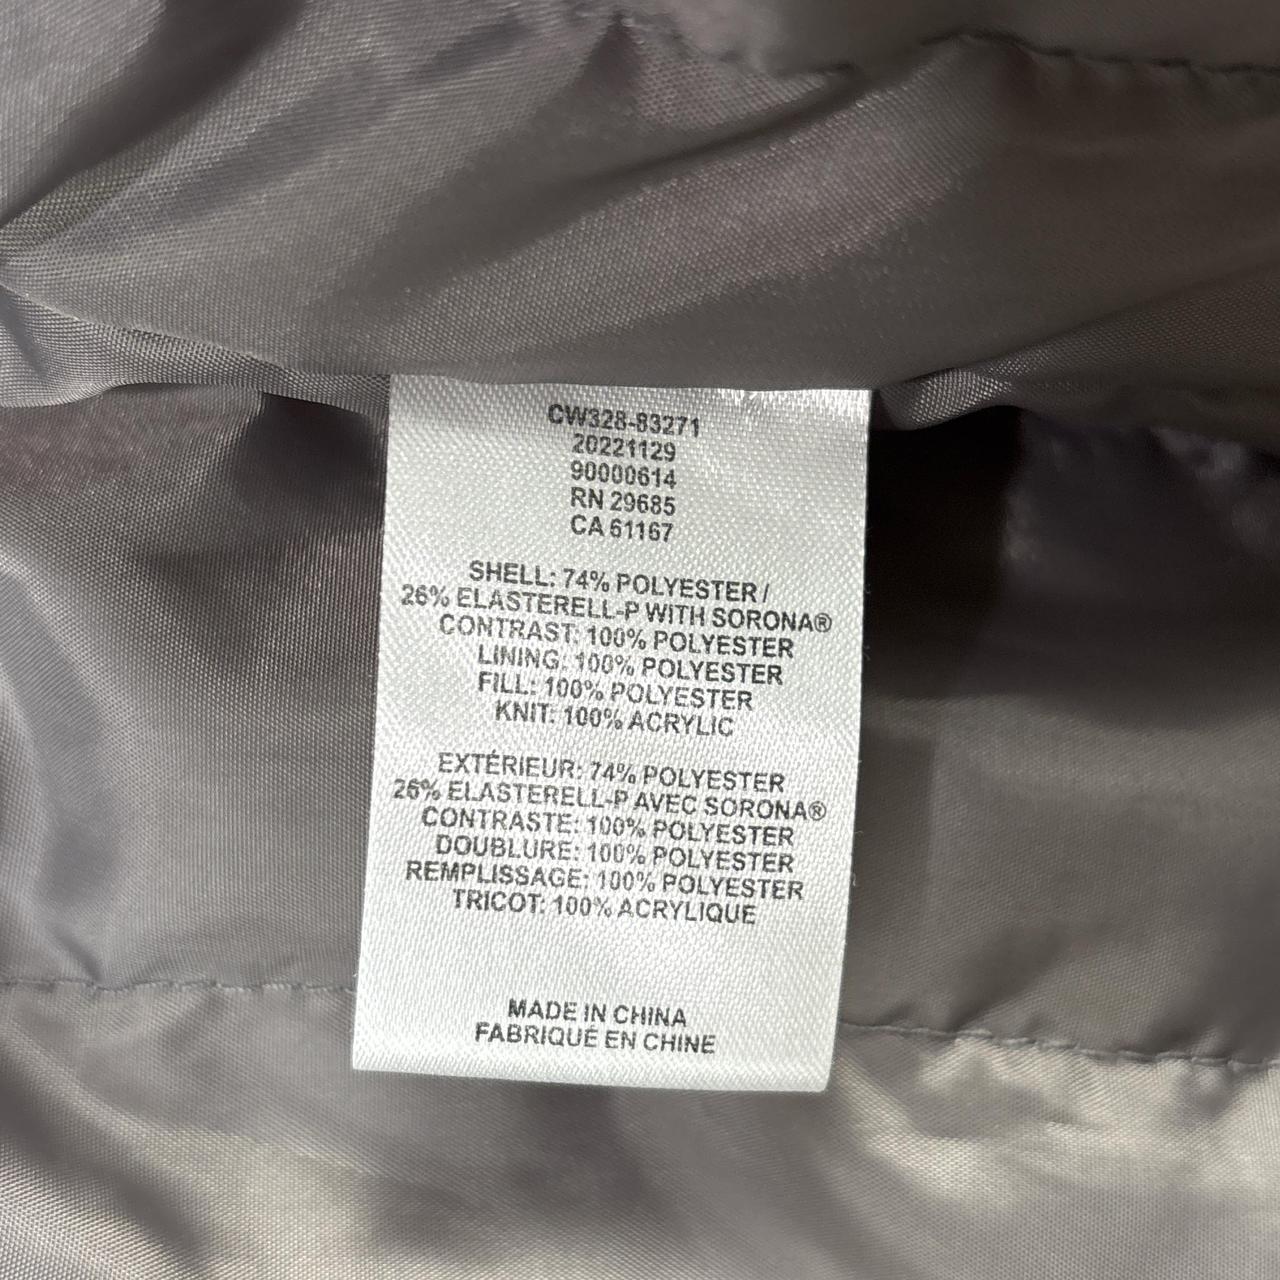 CW328-83271
20221129
90000614
RN 29685
CA 61167
SHELL: 74% POLYESTER /
26% ELASTERELL-P WITH SORONA®
CONTRAST: 100% POLYESTER
LINING: 100% POLYESTER
FILL: 100% POLYESTER
KNIT: 100% ACRYLIC
EXTÉRIEUR: 74% POLYESTER
26% ELASTERELL-P AVEC SORONA®
CONTRASTE: 100% POLYESTER
DOUBLURE: 100% POLYESTER
REMPLISSAGE: 100% POLYESTER
TRICOT: 100% ACRYLIQUE
MADE IN CHINA
FABRIQUÉ EN CHINE